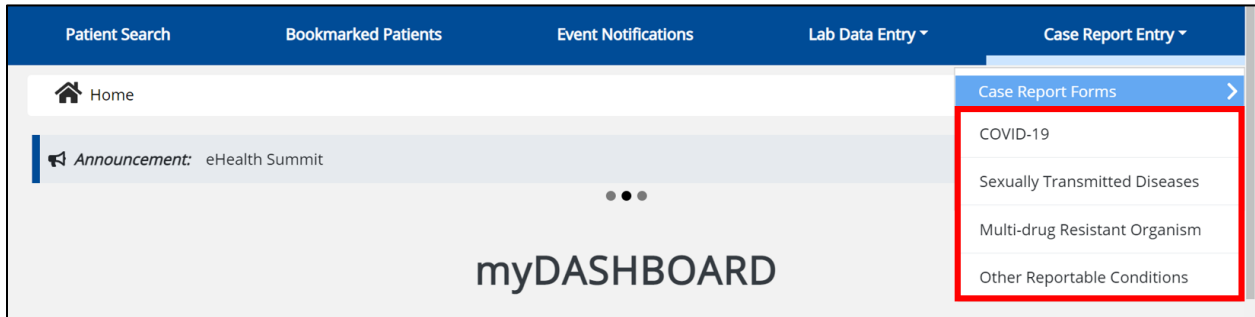 Patient Search Bookmarked Patients Event Notifications Lab Data Entry Case Report Entry
Home
Case Report Forms
COVID-19
Announcement: eHealth Summit
Sexually Transmitted Diseases
Multi-drug Resistant Organism
myDASHBOARD
Other Reportable Conditions